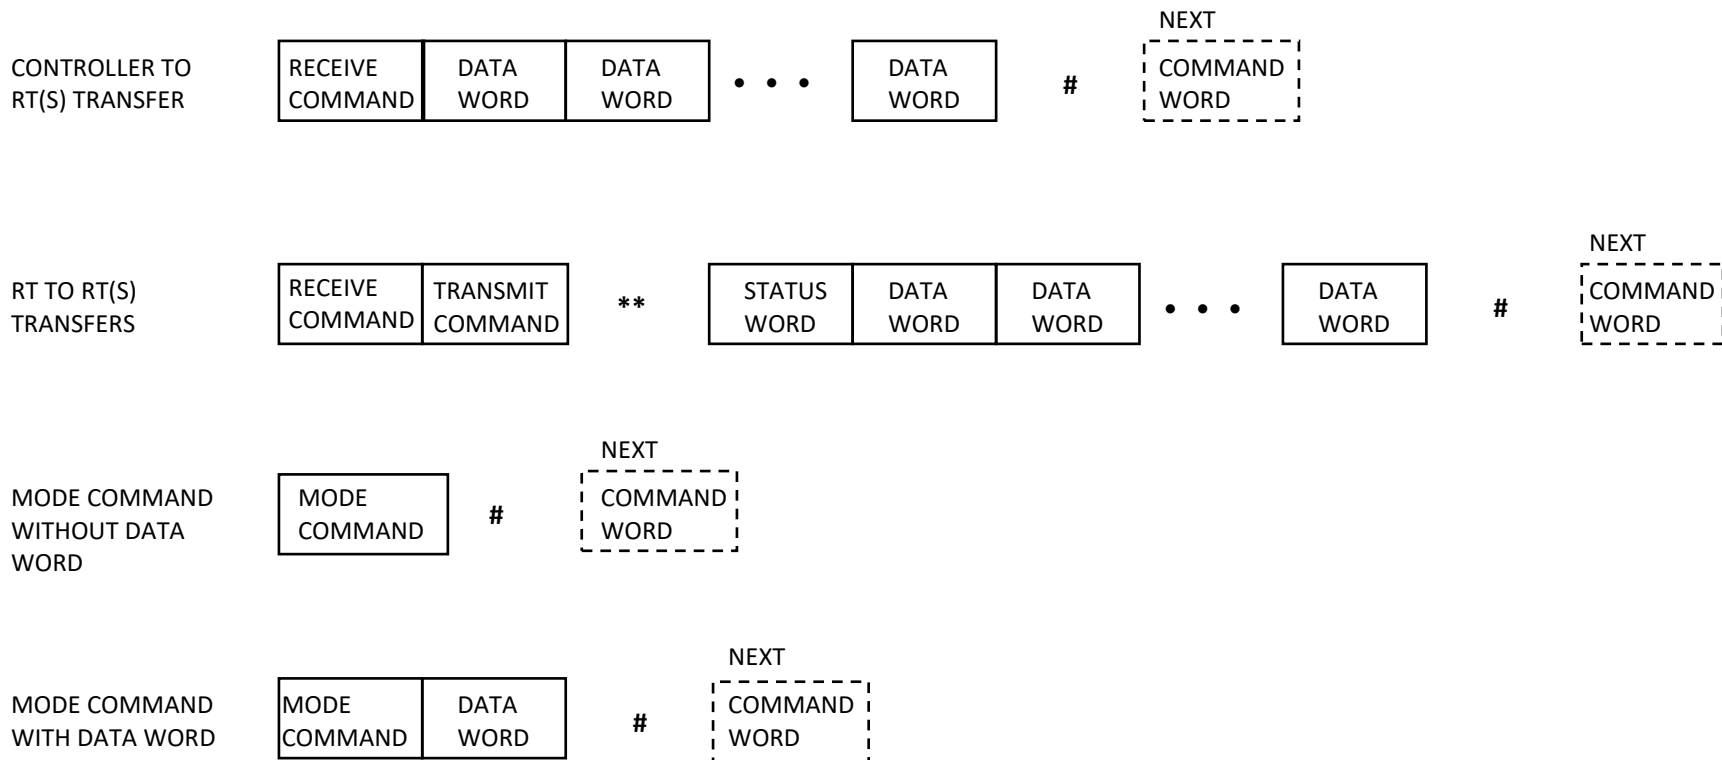 NEXT
CONTROLLER TO
RT(S) TRANSFER
RECEIVE
COMMAND
DATA
WORD
DATA
WORD
• • •
DATA
WORD
#
COMMAND
WORD
NEXT
RT TO RT(S)
TRANSFERS
RECEIVE
COMMAND
TRANSMIT
COMMAND
**
STATUS
WORD
DATA
WORD
DATA
WORD
• • •
DATA
WORD
#
COMMAND
WORD
NEXT
MODE COMMAND
WITHOUT DATA
WORD
MODE
COMMAND
#
COMMAND
WORD
NEXT
MODE COMMAND
WITH DATA WORD
MODE
COMMAND
DATA
WORD
#
COMMAND
WORD